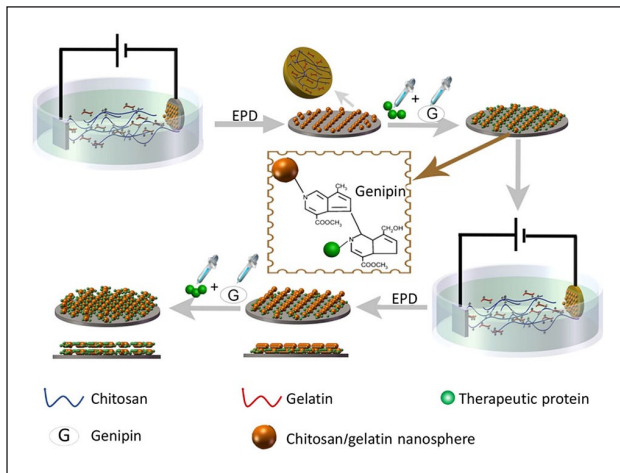 EPD
+
G
Genipin
CH₃
N
COOCH₃
CH₂OH
N
COOCH₃
+
G
EPD
Chitosan
Gelatin
Therapeutic protein
G
Genipin
Chitosan/gelatin nanosphere